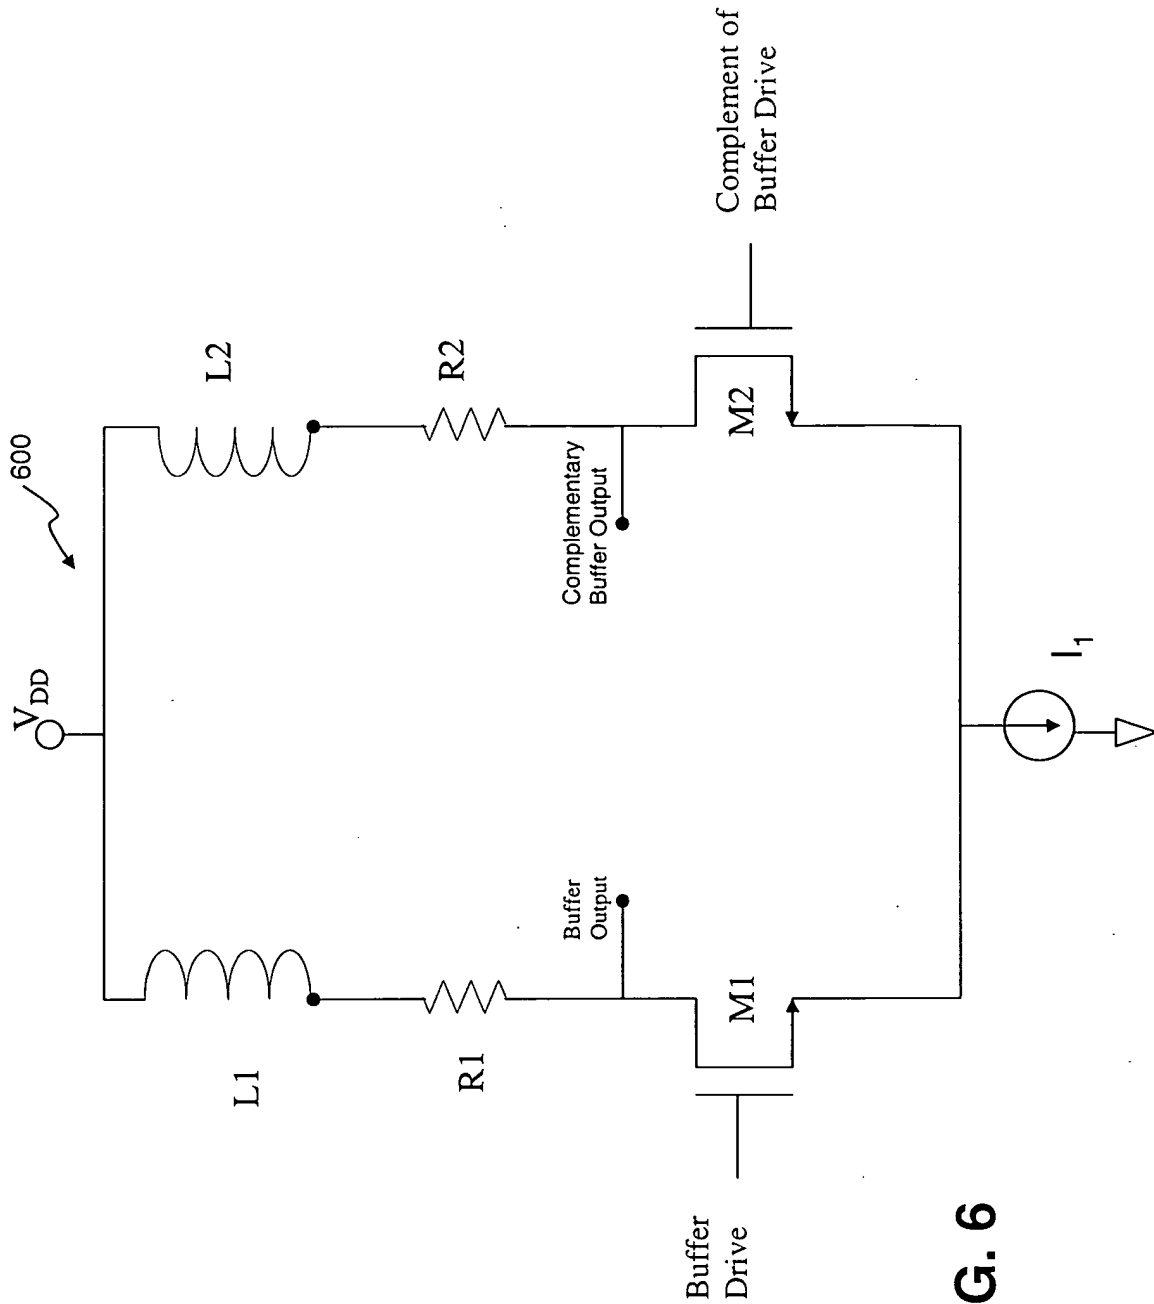 600
V_DD
L1
L2
R1
R2
Buffer
Output
Complementary
Buffer Output
M1
M2
Buffer
Drive
Complement of
Buffer Drive
I₁
G. 6